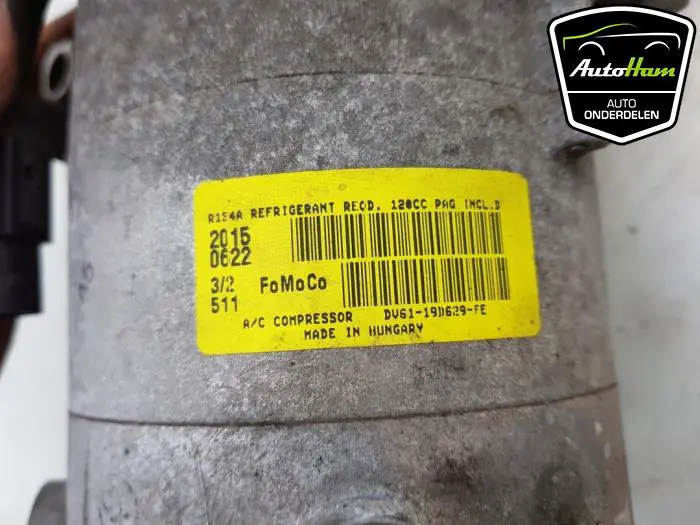 AutoHam
AUTO
ONDERDELEN
R134A REFRIGERANT REQD. 120CC PAG INCL.D
2015
0622
3/2 FoMoCo
511
A/C COMPRESSOR DV61-19D629-FE
MADE IN HUNGARY